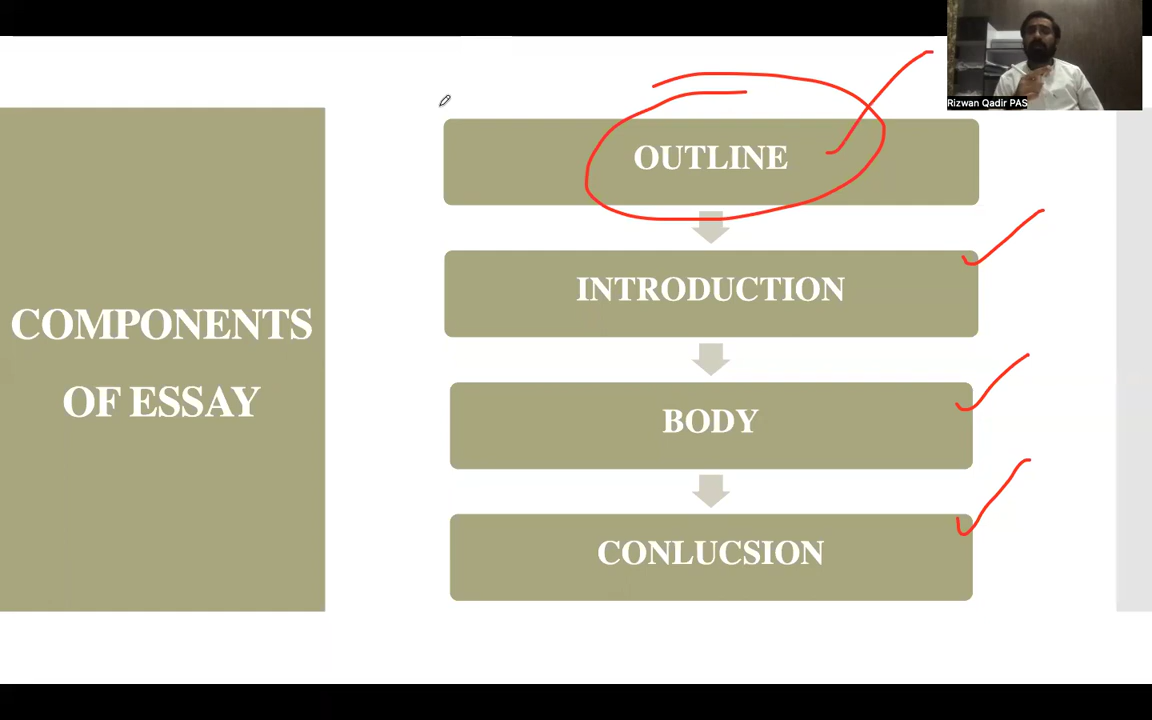 Rizwan Qadir PAS
OUTLINE
INTRODUCTION
COMPONENTS
OF ESSAY
BODY
CONLUCSION